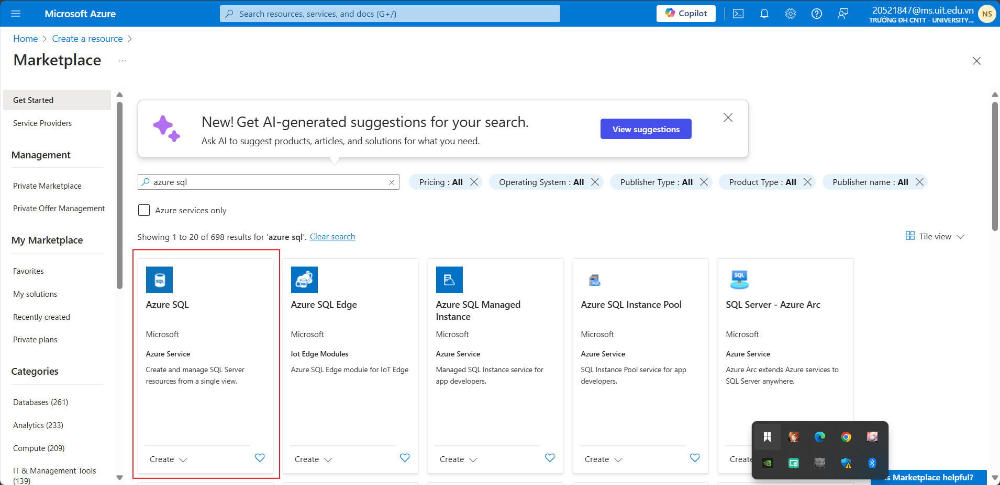 Microsoft Azure
Search resources, services, and docs (G+/)
Copilot
20521847@ms.uit.edu.vn
TRƯỜNG ĐH CNTT - UNIVERSITY...
NS
Home > Create a resource >
Marketplace ...
Get Started
Service Providers
Management
Private Marketplace
Private Offer Management
My Marketplace
Favorites
My solutions
Recently created
Private plans
Categories
Databases (261)
Analytics (233)
Compute (209)
IT & Management Tools
(139)
New! Get AI-generated suggestions for your search.
Ask AI to suggest products, articles, and solutions for what you need.
View suggestions
azure sql
Pricing : All
Operating System : All
Publisher Type : All
Product Type : All
Publisher name : All
Azure services only
Showing 1 to 20 of 698 results for 'azure sql'. Clear search
Tile view
SQL
Azure SQL
Microsoft
Azure Service
Create and manage SQL Server
resources from a single view.
Create
SQL
Azure SQL Edge
Microsoft
Iot Edge Modules
Azure SQL Edge module for IoT Edge
Create
Azure SQL Managed
Instance
Microsoft
Azure Service
Managed SQL Instance service for
app developers.
Create
SQL
Azure SQL Instance Pool
Microsoft
Azure Service
SQL Instance Pool service for app
developers.
Create
SQL
SQL Server - Azure Arc
Microsoft
Azure Service
Azure Arc extends Azure services to
SQL Server anywhere.
Create
Is Marketplace helpful?